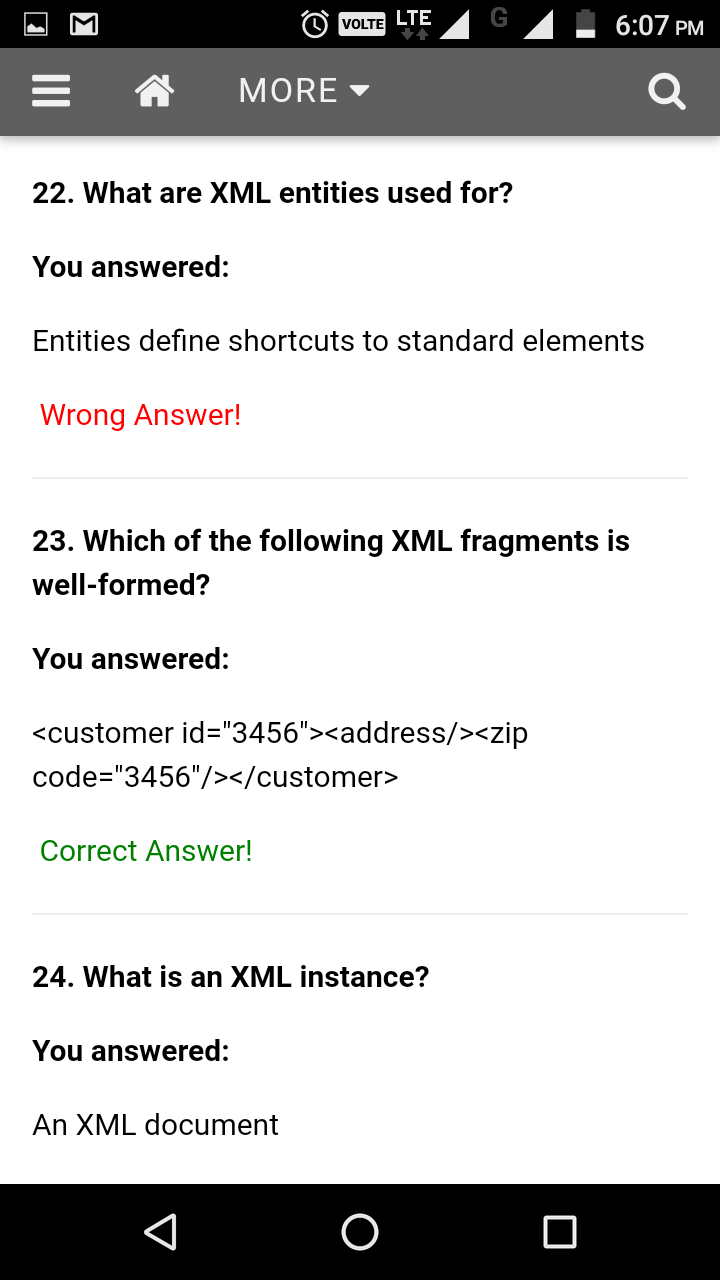 VOLTE LTE G 6:07 PM
MORE
22. What are XML entities used for?
You answered:
Entities define shortcuts to standard elements
Wrong Answer!
23. Which of the following XML fragments is
well-formed?
You answered:
<customer id="3456"><address/><zip
code="3456"/></customer>
Correct Answer!
24. What is an XML instance?
You answered:
An XML document